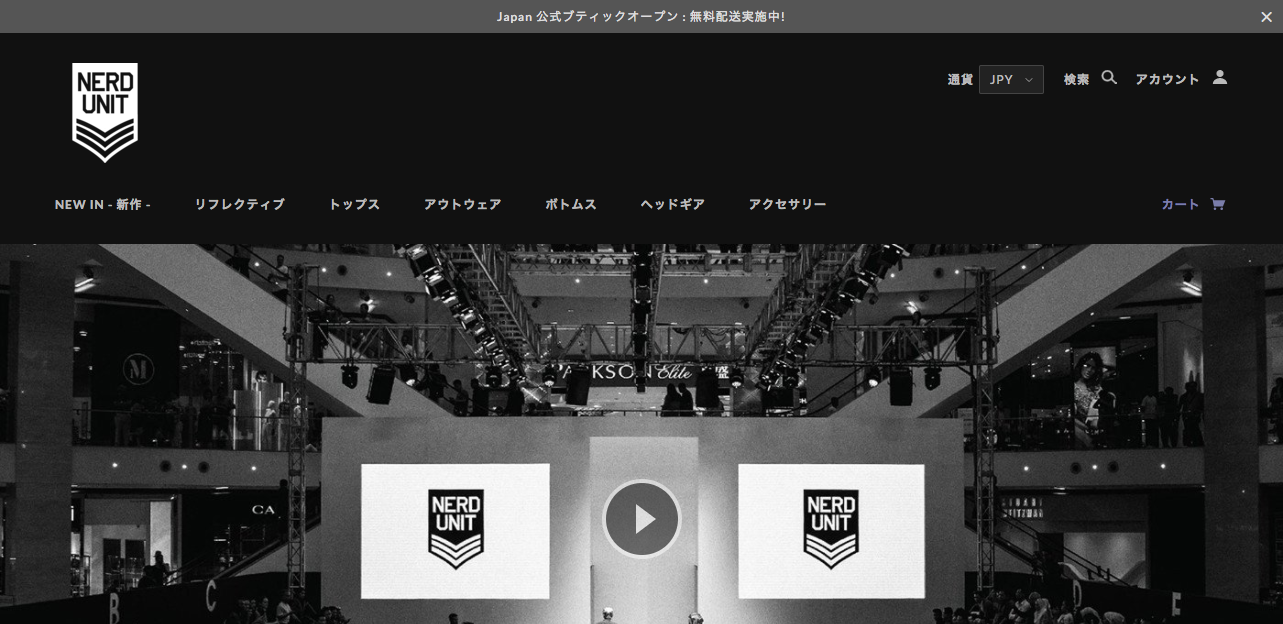 Japan 公式ブティックオープン : 無料配送実施中!
NERD
UNIT
通貨 JPY 検索 アカウント
NEW IN - 新作 - リフレクティブ トップス アウトウェア ボトムス ヘッドギア アクセサリー カート
M
PARKSON Elite
CA
NERD
UNIT
NERD
UNIT
B C D E